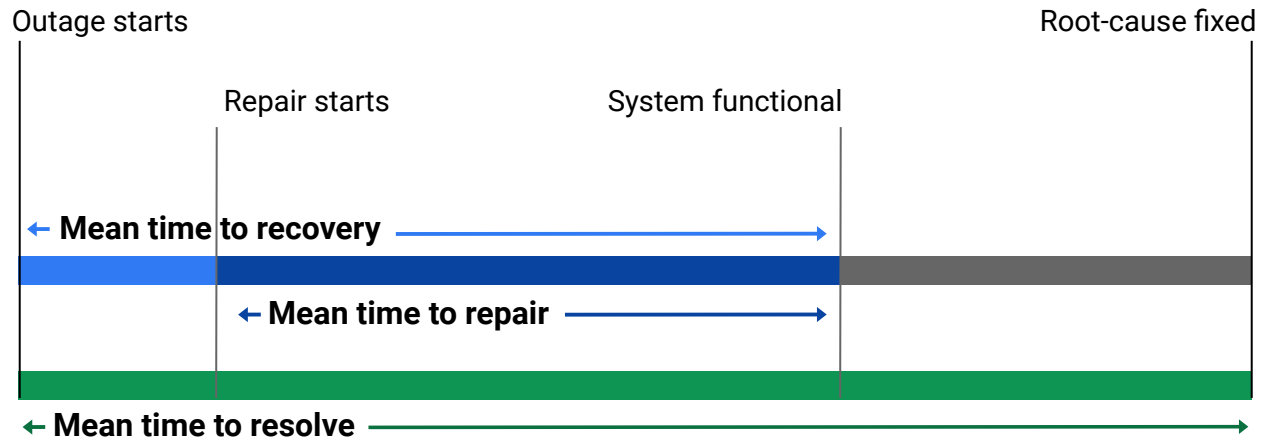 Outage starts
Root-cause fixed
Repair starts
System functional
Mean time to recovery
Mean time to repair
Mean time to resolve